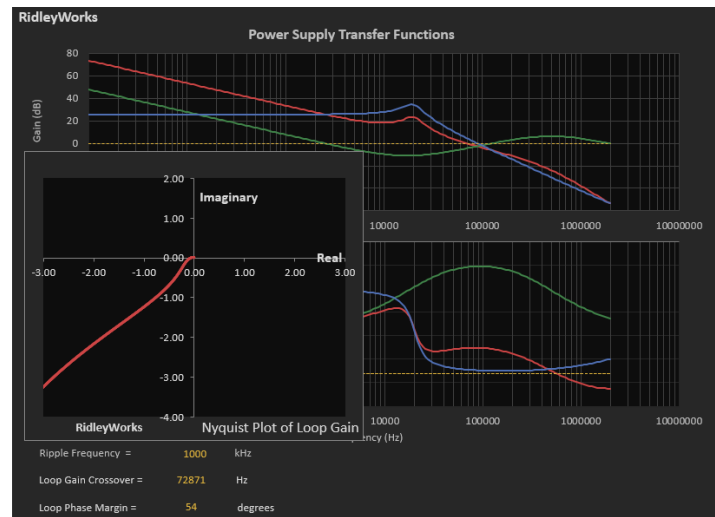 RidleyWorks
Power Supply Transfer Functions
80
60
40
20
0
Gain (dB)
10000 100000 1000000 10000000
2.00
Imaginary
1.00
0.00 Real
-3.00 -2.00 -1.00 0.00 1.00 2.00 3.00
-1.00
-2.00
-3.00
-4.00
RidleyWorks Nyquist Plot of Loop Gain
10000 100000 1000000 10000000
ency (Hz)
Ripple Frequency = 1000 kHz
Loop Gain Crossover = 72871 Hz
Loop Phase Margin = 54 degrees